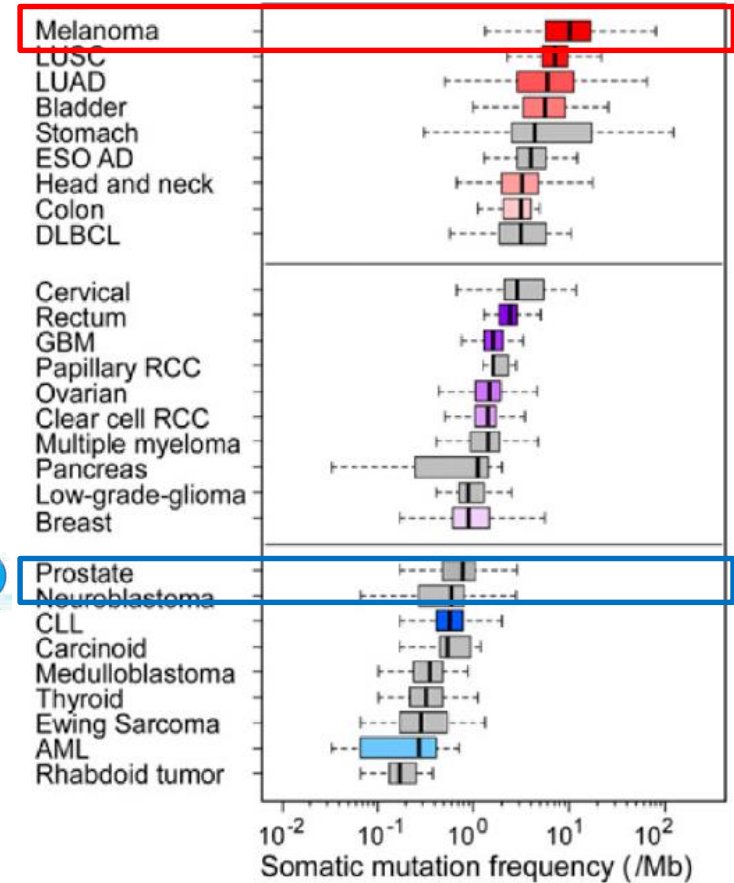 Melanoma
LUSC
LUAD
Bladder
Stomach
ESO AD
Head and neck
Colon
DLBCL
Cervical
Rectum
GBM
Papillary RCC
Ovarian
Clear cell RCC
Multiple myeloma
Pancreas
Low-grade-glioma
Breast
Prostate
Neuroblastoma
CLL
Carcinoid
Medulloblastoma
Thyroid
Ewing Sarcoma
AML
Rhabdoid tumor
10⁻² 10⁻¹ 10⁰ 10¹ 10²
Somatic mutation frequency (/Mb)